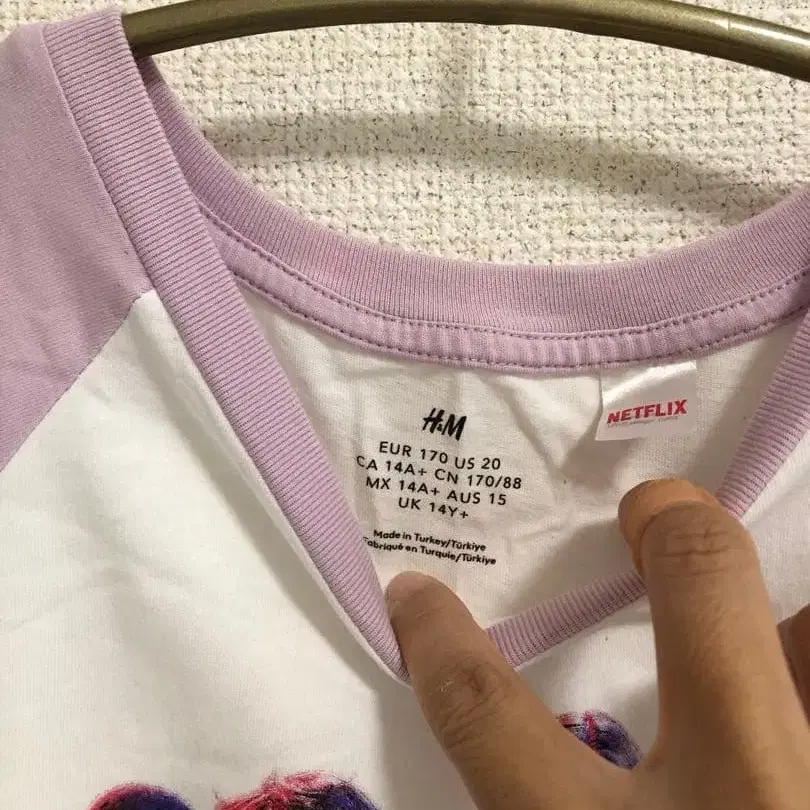 H&M
EUR 170 US 20
CA 14A+ CN 170/88
MX 14A+ AUS 15
UK 14Y+
Made in Turkey/Türkiye
Fabriqué en Turquie/Türkiye
NETFLIX